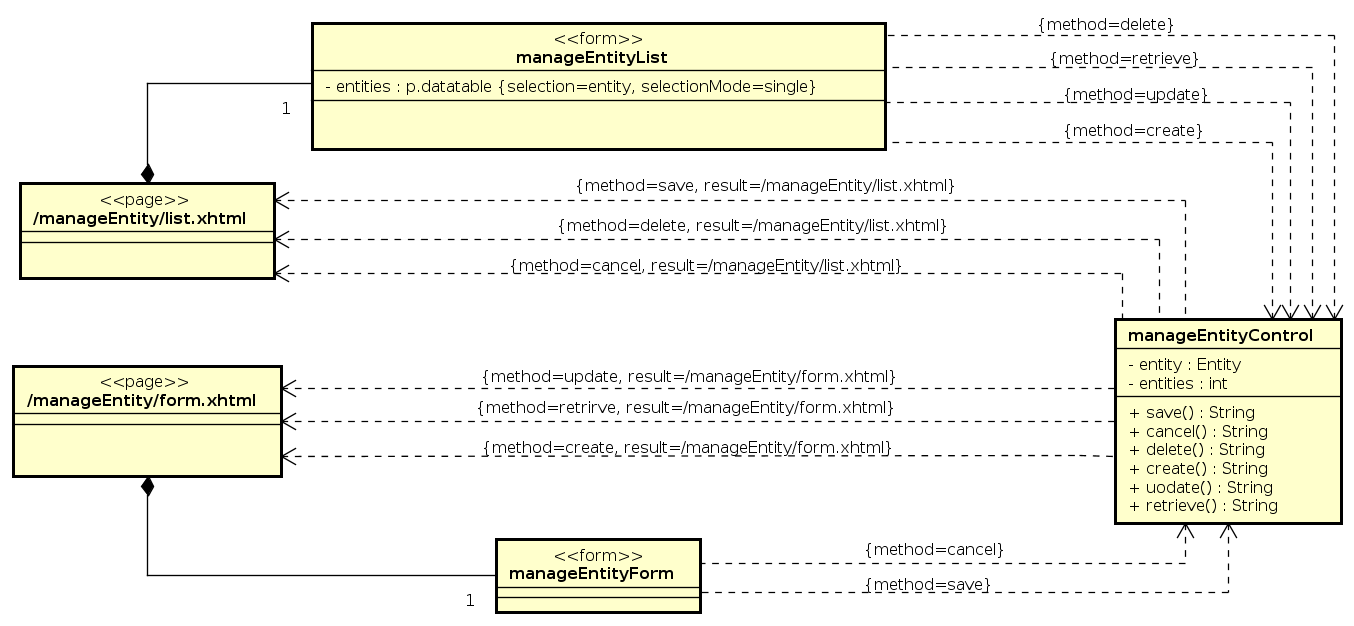 {method=delete}
<<form>>
manageEntityList
{method=retrieve}
- entities : p.datatable {selection=entity, selectionMode=single}
{method=update}
1
{method=create}
{method=save, result=/manageEntity/list.xhtml}
<<page>>
/manageEntity/list.xhtml
{method=delete, result=/manageEntity/list.xhtml}
{method=cancel, result=/manageEntity/list.xhtml}
manageEntityControl
- entity : Entity
- entities : int
+ save() : String
+ cancel() : String
+ delete() : String
+ create() : String
+ uodate() : String
+ retrieve() : String
<<page>>
/manageEntity/form.xhtml
{method=update, result=/manageEntity/form.xhtml}
{method=retrirve, result=/manageEntity/form.xhtml}
{method=create, result=/manageEntity/form.xhtml}
<<form>>
manageEntityForm
1
{method=cancel}
{method=save}